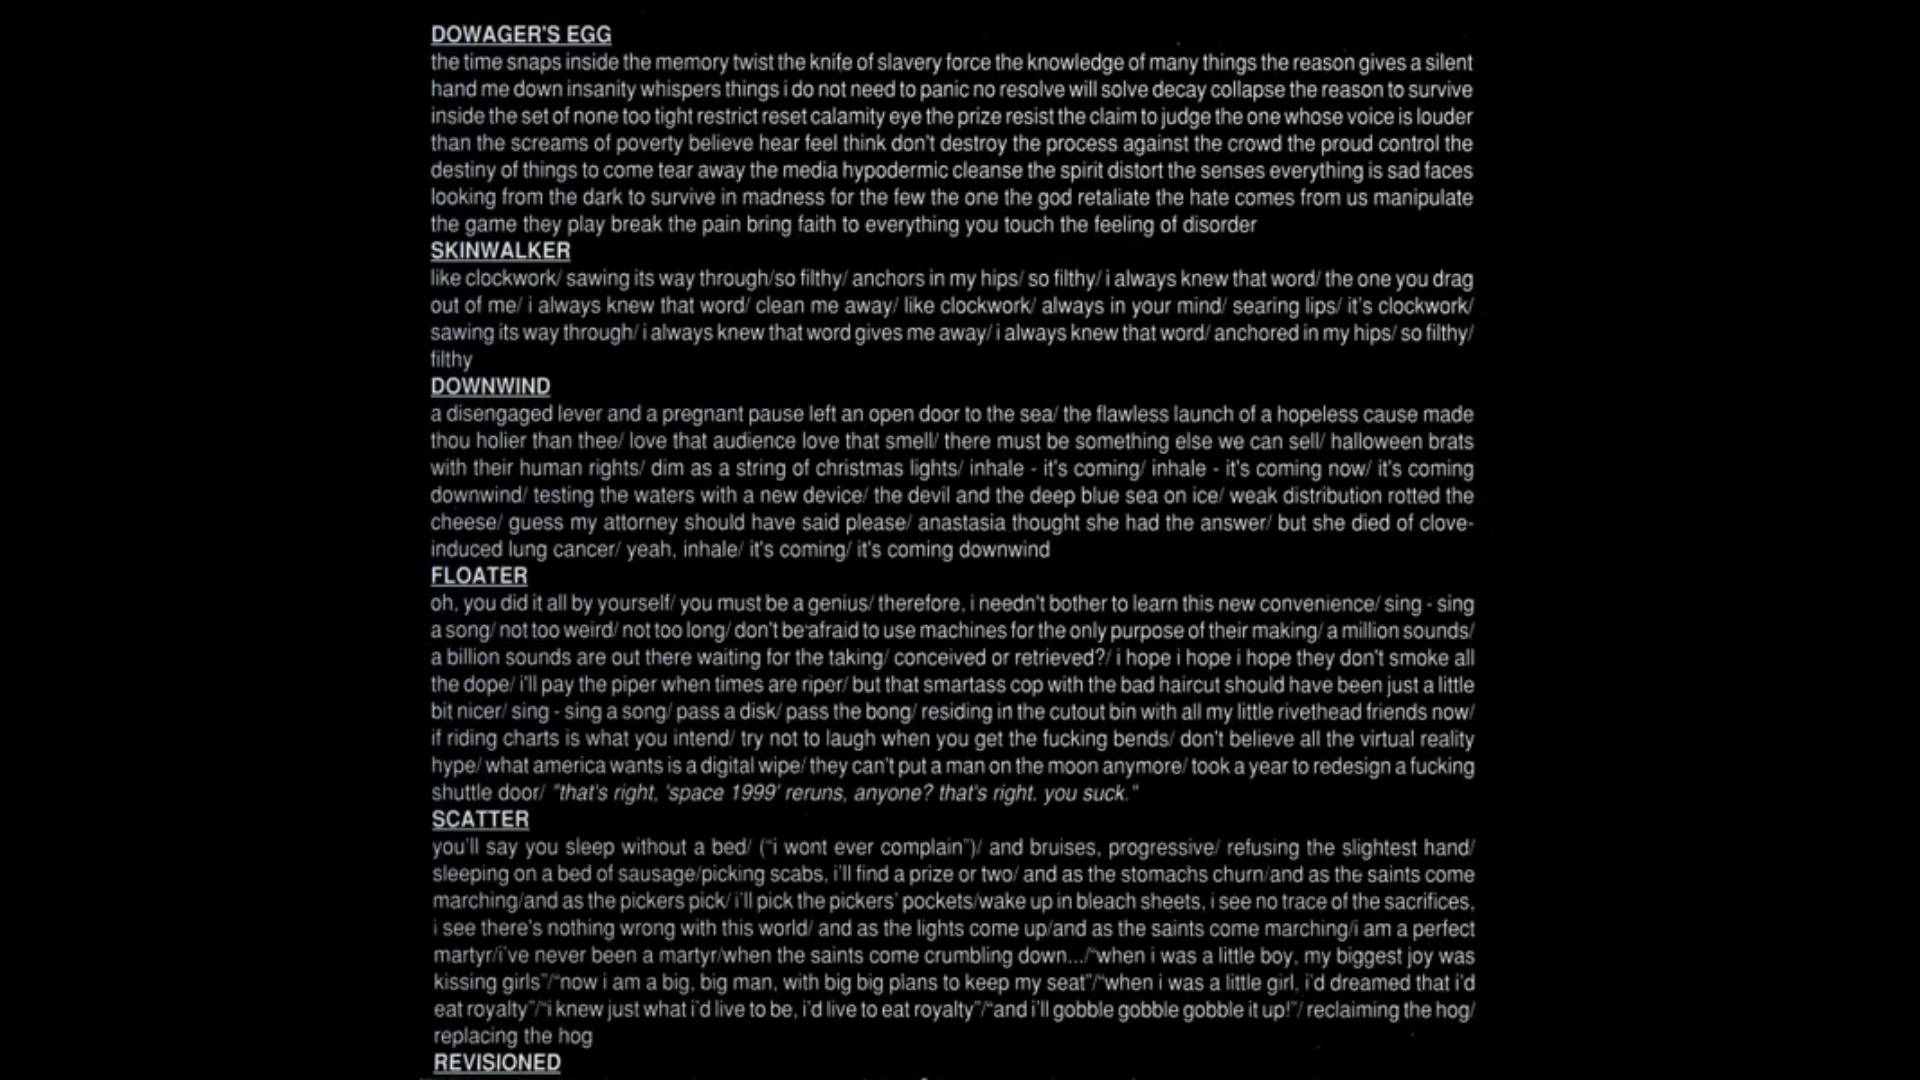 DOWAGER'S EGG
the time snaps inside the memory twist the knife of slavery force the knowledge of many things the reason gives a silent
hand me down insanity whispers things i do not need to panic no resolve will solve decay collapse the reason to survive
inside the set of none too tight restrict reset calamity eye the prize resist the claim to judge the one whose voice is louder
than the screams of poverty believe hear feel think don't destroy the process against the crowd the proud control the
destiny of things to come tear away the media hypodermic cleanse the spirit distort the senses everything is sad faces
looking from the dark to survive in madness for the few the one the god retaliate the hate comes from us manipulate
the game they play break the pain bring faith to everything you touch the feeling of disorder
SKINWALKER
like clockwork/ sawing its way through/so filthy/ anchors in my hips/ so filthy/ i always knew that word/ the one you drag
out of me/ i always knew that word/ clean me away/ like clockwork/ always in your mind/ searing lips/ it's clockwork/
sawing its way through/ i always knew that word gives me away/ i always knew that word/ anchored in my hips/ so filthy/
filthy
DOWNWIND
a disengaged lever and a pregnant pause left an open door to the sea/ the flawless launch of a hopeless cause made
thou holier than thee/ love that audience love that smell/ there must be something else we can sell/ halloween brats
with their human rights/ dim as a string of christmas lights/ inhale - it's coming/ inhale - it's coming now/ it's coming
downwind/ testing the waters with a new device/ the devil and the deep blue sea on ice/ weak distribution rotted the
cheese/ guess my attorney should have said please/ anastasia thought she had the answer/ but she died of clove-
induced lung cancer/ yeah, inhale/ it's coming/ it's coming downwind
FLOATER
oh, you did it all by yourself/ you must be a genius/ therefore, i needn't bother to learn this new convenience/ sing - sing
a song/ not too weird/ not too long/ don't be afraid to use machines for the only purpose of their making/ a million sounds/
a billion sounds are out there waiting for the taking/ conceived or retrieved?/ i hope i hope i hope they don't smoke all
the dope/ i'll pay the piper when times are riper/ but that smartass cop with the bad haircut should have been just a little
bit nicer/ sing - sing a song/ pass a disk/ pass the bong/ residing in the cutout bin with all my little rivethead friends now/
if riding charts is what you intend/ try not to laugh when you get the fucking bends/ don't believe all the virtual reality
hype/ what america wants is a digital wipe/ they can't put a man on the moon anymore/ took a year to redesign a fucking
shuttle door/ "that's right, 'space 1999' reruns, anyone? that's right. you suck."
SCATTER
you'll say you sleep without a bed/ ("i wont ever complain")/ and bruises, progressive/ refusing the slightest hand/
sleeping on a bed of sausage/picking scabs, i'll find a prize or two/ and as the stomachs churn/and as the saints come
marching/and as the pickers pick/ i'll pick the pickers' pockets/wake up in bleach sheets, i see no trace of the sacrifices,
i see there's nothing wrong with this world/ and as the lights come up/and as the saints come marching/i am a perfect
martyr/i've never been a martyr/when the saints come crumbling down.../"when i was a little boy, my biggest joy was
kissing girls"/"now i am a big, big man, with big big plans to keep my seat"/"when i was a little girl, i'd dreamed that i'd
eat royalty"/"i knew just what i'd live to be, i'd live to eat royalty"/"and i'll gobble gobble gobble it up!"/ reclaiming the hog/
replacing the hog
REVISIONED